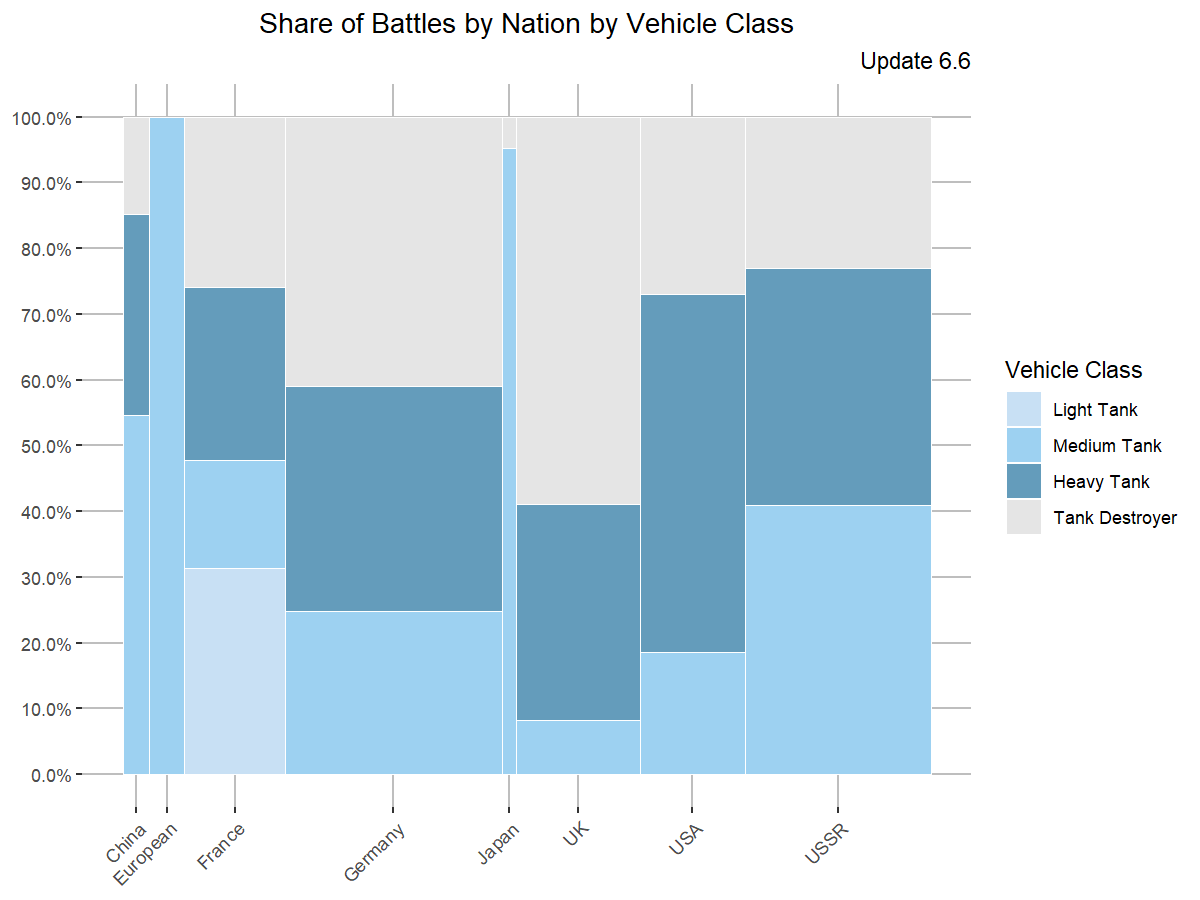 Share of Battles by Nation by Vehicle Class
Update 6.6
100.0%
90.0%
80.0%
70.0%
60.0%
50.0%
40.0%
30.0%
20.0%
10.0%
0.0%
China
European
France
Germany
Japan
UK
USA
USSR
Vehicle Class
Light Tank
Medium Tank
Heavy Tank
Tank Destroyer